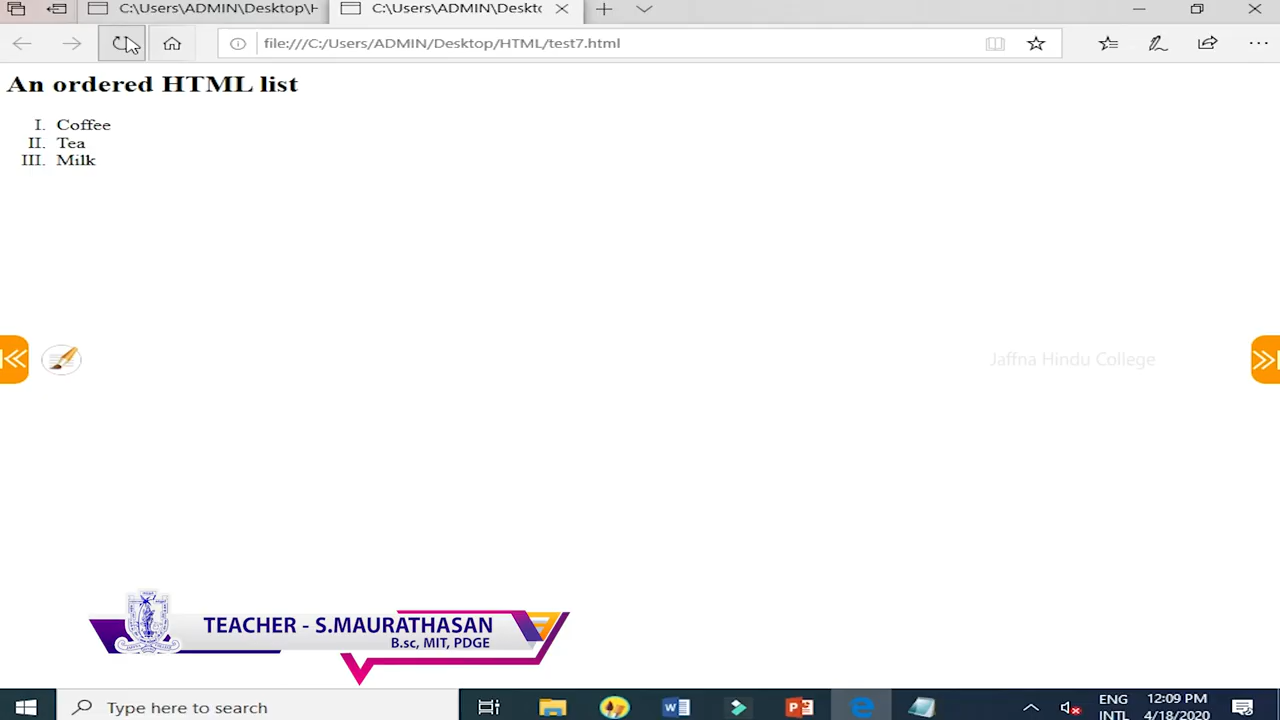 C:\Users\ADMIN\Desktop\H
C:\Users\ADMIN\Deskto
file:///C:/Users/ADMIN/Desktop/HTML/test7.html
An ordered HTML list
I. Coffee
II. Tea
III. Milk
Jaffna Hindu College
TEACHER - S.MAURATHASAN
B.sc, MIT, PDGE
Type here to search
ENG
INTL
12:09 PM
4/18/2020